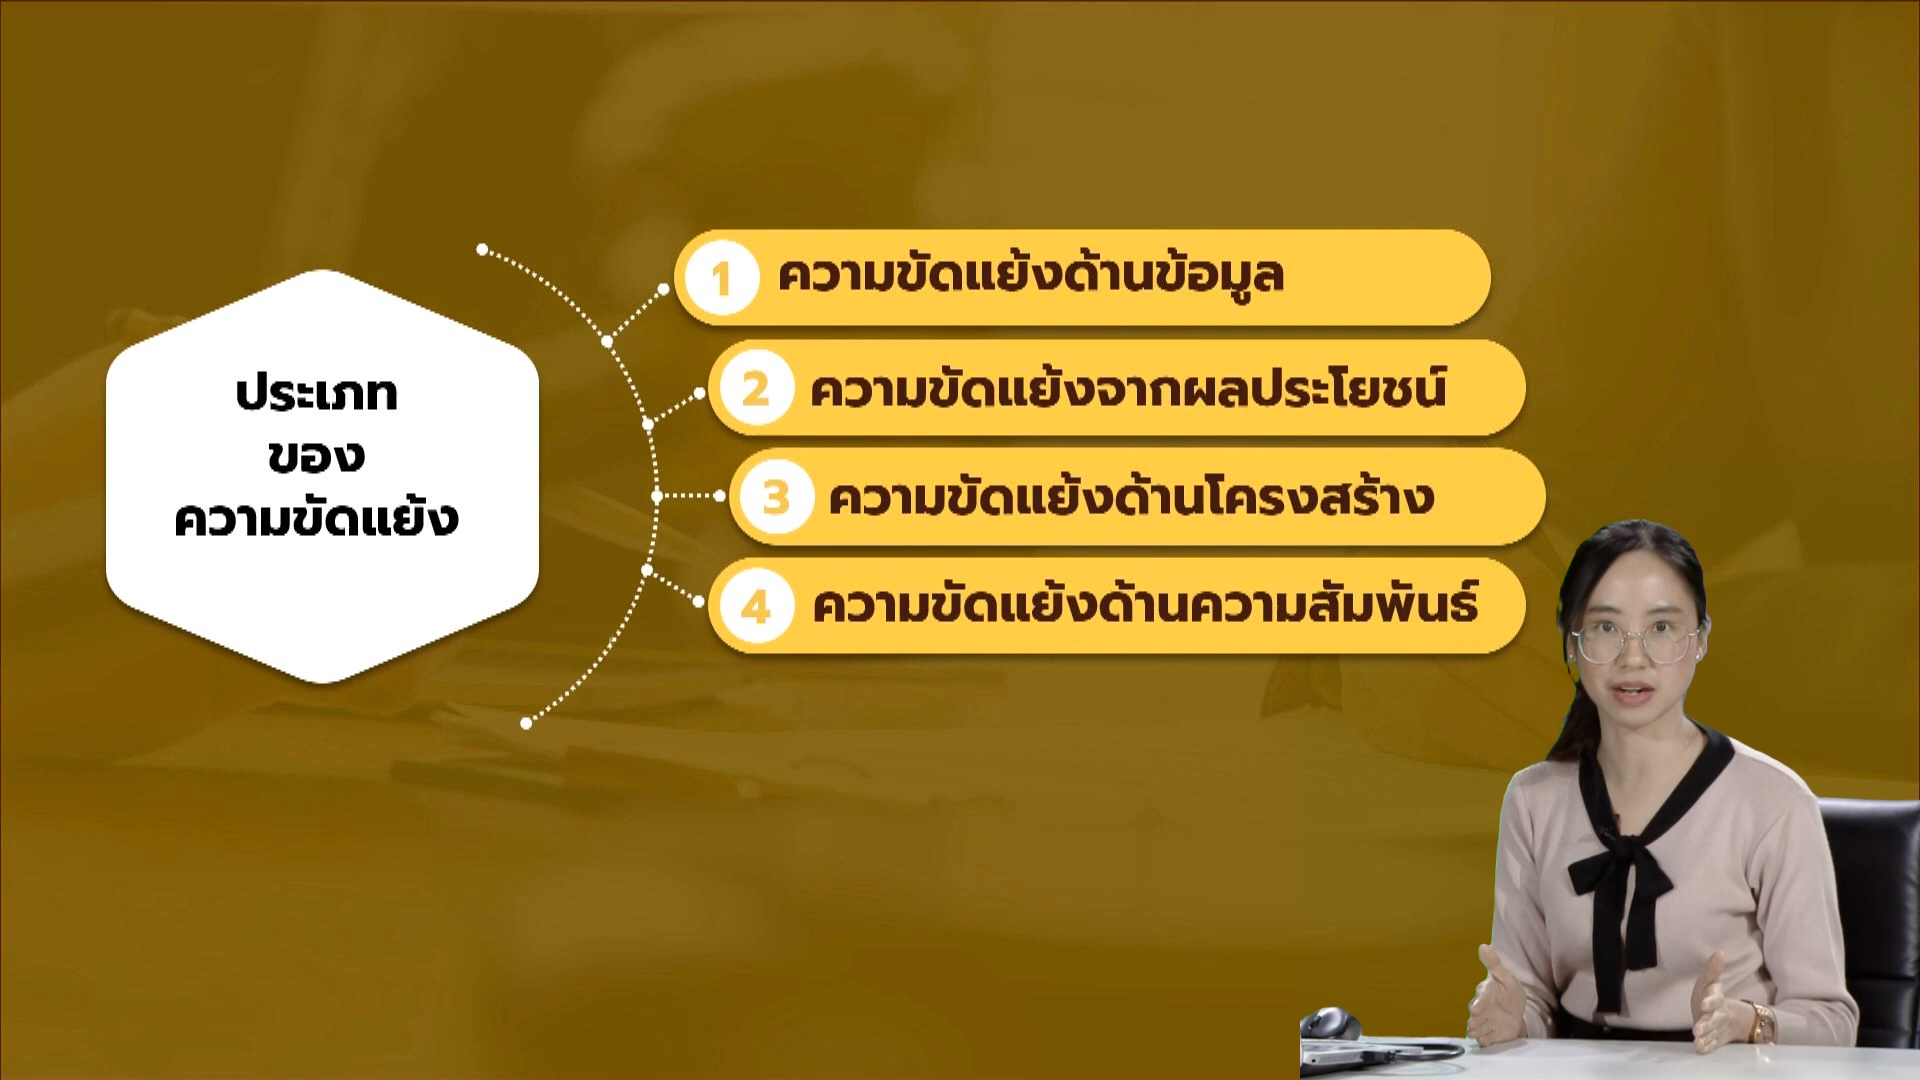 ประเภท
ของ
ความขัดแย้ง
1 ความขัดแย้งด้านข้อมูล
2 ความขัดแย้งจากผลประโยชน์
3 ความขัดแย้งด้านโครงสร้าง
4 ความขัดแย้งด้านความสัมพันธ์